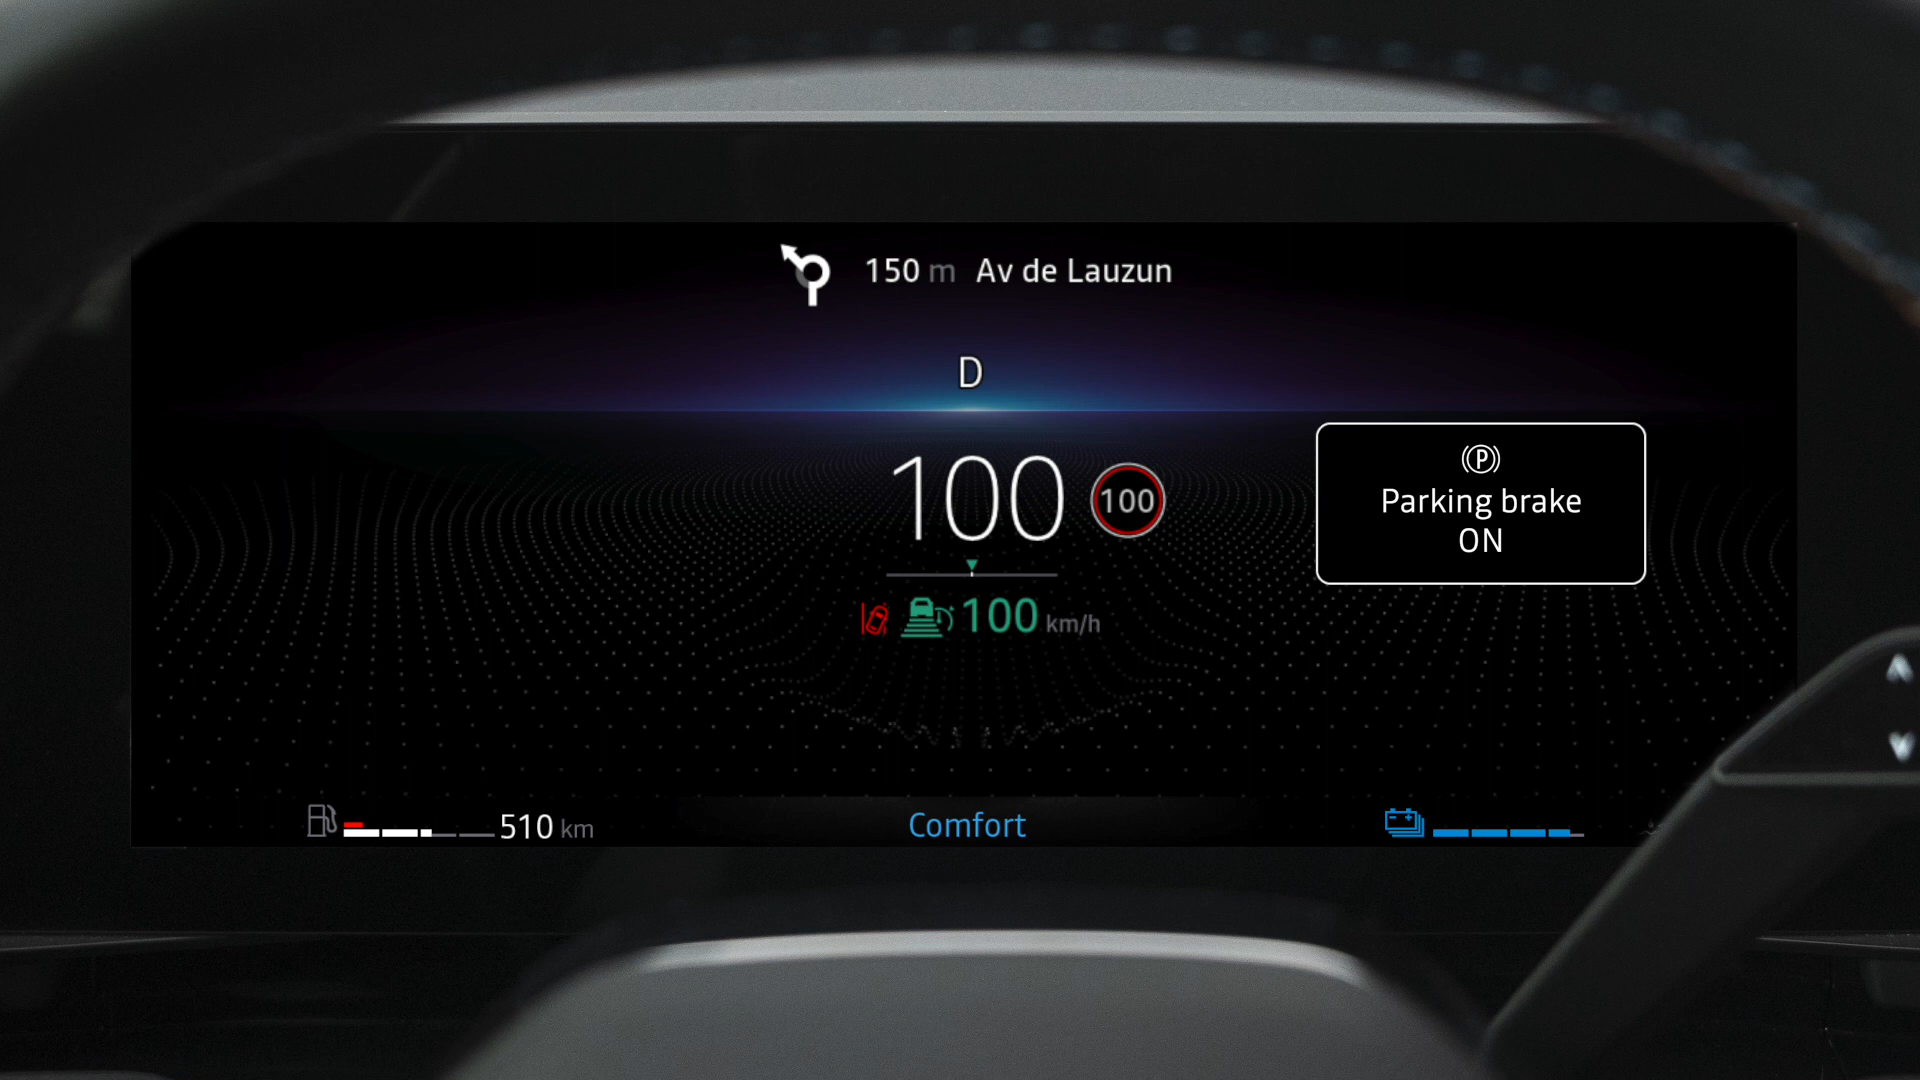 150 m Av de Lauzun
D
100 100
P
Parking brake
ON
100 km/h
510 km Comfort